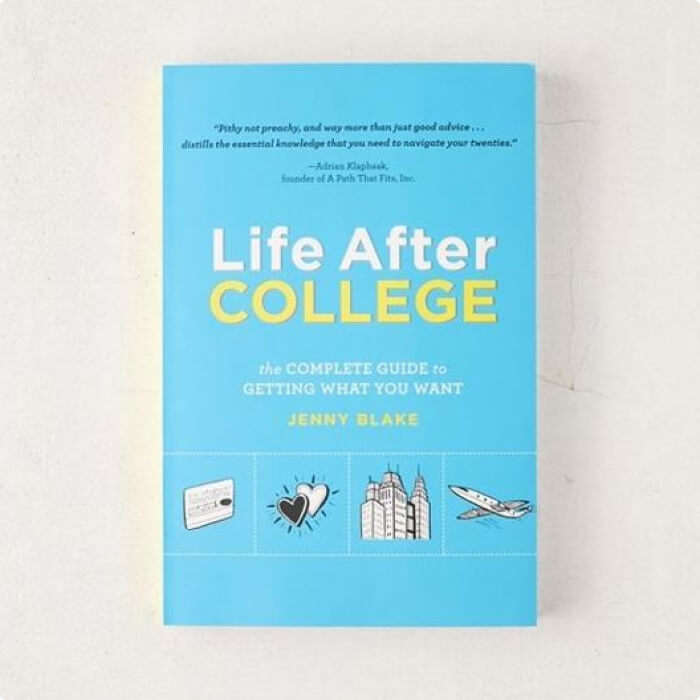 “Pithy not preachy, and way more than just good advice . . .
distills the essential knowledge that you need to navigate your twenties.”
—Adrian Klaphaak,
founder of A Path That Fits, Inc.
Life After
COLLEGE
the COMPLETE GUIDE to
GETTING WHAT YOU WANT
JENNY BLAKE